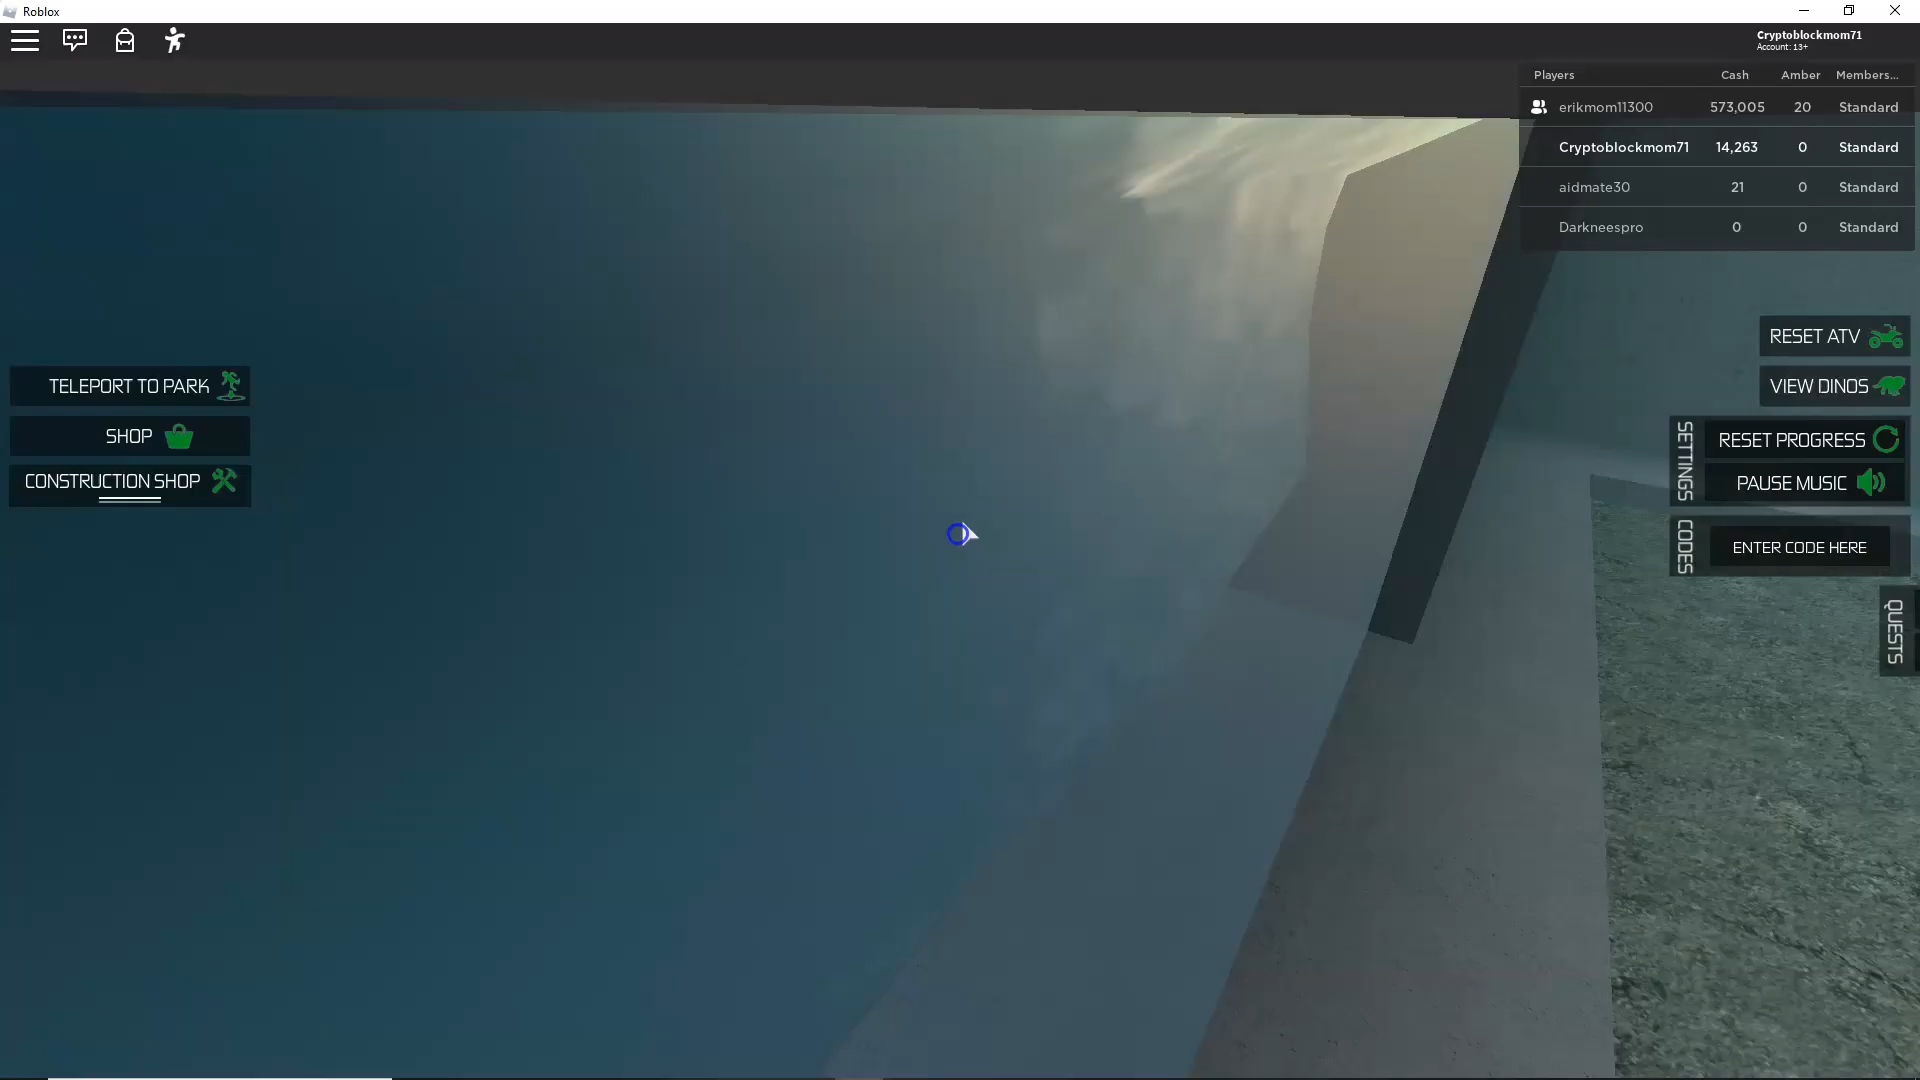 Roblox
Cryptoblockmom71
Account: 13+
Players Cash Amber Members...
erikmom11300 573,005 20 Standard
Cryptoblockmom71 14,263 0 Standard
aidmate30 21 0 Standard
Darkneespro 0 0 Standard
TELEPORT TO PARK
SHOP
CONSTRUCTION SHOP
RESET ATV
VIEW DINOS
SETTINGS
RESET PROGRESS
PAUSE MUSIC
CODES
ENTER CODE HERE
QUESTS